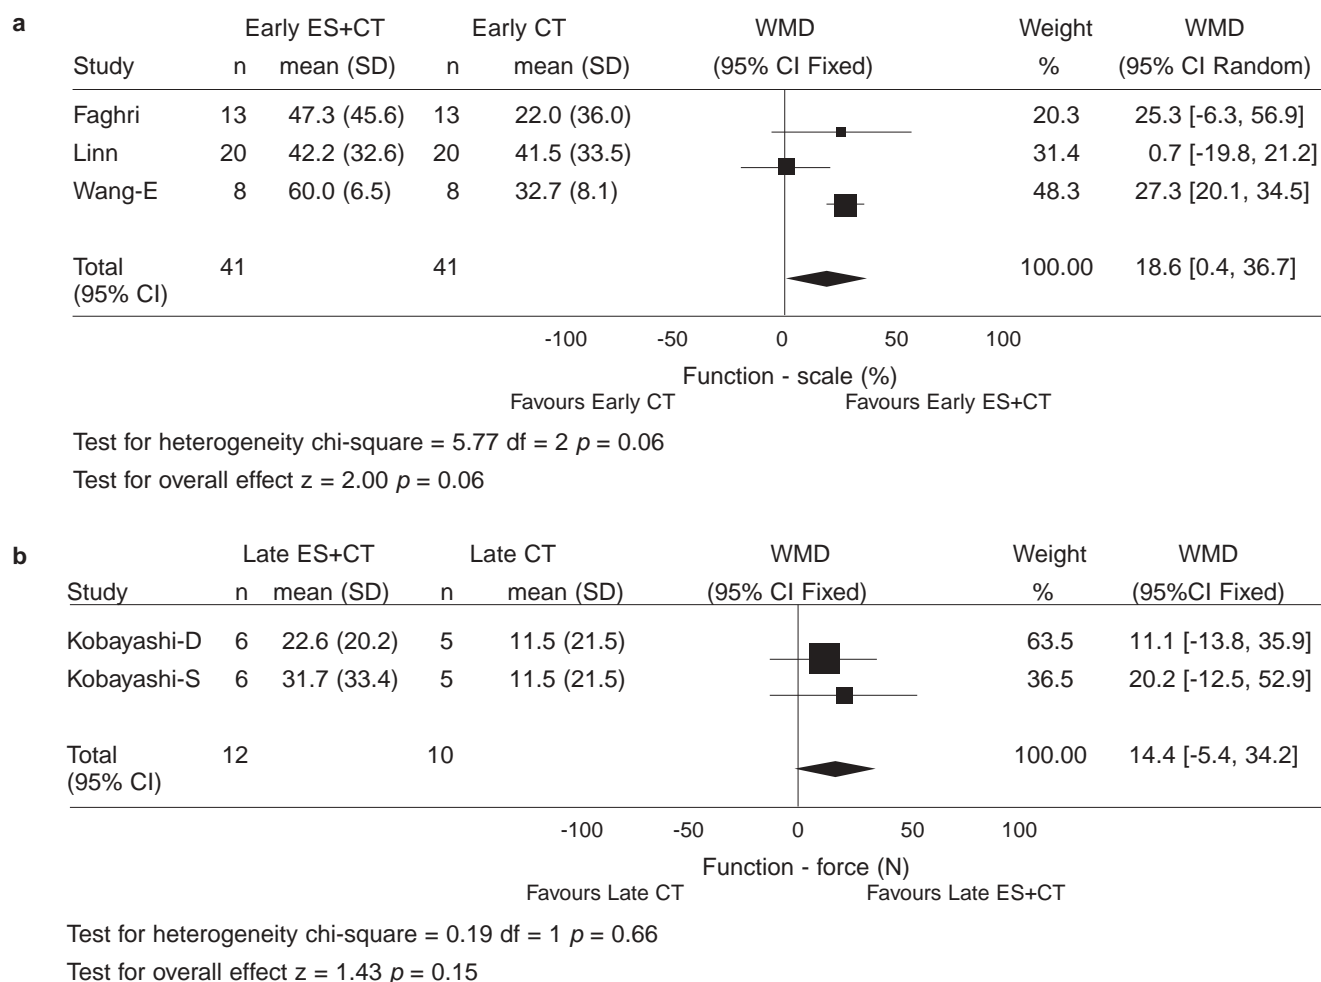 a
Early ES+CT Early CT WMD Weight WMD
Study n mean (SD) n mean (SD) (95% CI Fixed) % (95% CI Random)
Faghri 13 47.3 (45.6) 13 22.0 (36.0) 20.3 25.3 [-6.3, 56.9]
Linn 20 42.2 (32.6) 20 41.5 (33.5) 31.4 0.7 [-19.8, 21.2]
Wang-E 8 60.0 (6.5) 8 32.7 (8.1) 48.3 27.3 [20.1, 34.5]
Total 41 41 100.00 18.6 [0.4, 36.7]
(95% CI)
-100 -50 0 50 100
Function - scale (%)
Favours Early CT Favours Early ES+CT
Test for heterogeneity chi-square = 5.77 df = 2 p = 0.06
Test for overall effect z = 2.00 p = 0.06
b
Late ES+CT Late CT WMD Weight WMD
Study n mean (SD) n mean (SD) (95% CI Fixed) % (95%CI Fixed)
Kobayashi-D 6 22.6 (20.2) 5 11.5 (21.5) 63.5 11.1 [-13.8, 35.9]
Kobayashi-S 6 31.7 (33.4) 5 11.5 (21.5) 36.5 20.2 [-12.5, 52.9]
Total 12 10 100.00 14.4 [-5.4, 34.2]
(95% CI)
-100 -50 0 50 100
Function - force (N)
Favours Late CT Favours Late ES+CT
Test for heterogeneity chi-square = 0.19 df = 1 p = 0.66
Test for overall effect z = 1.43 p = 0.15